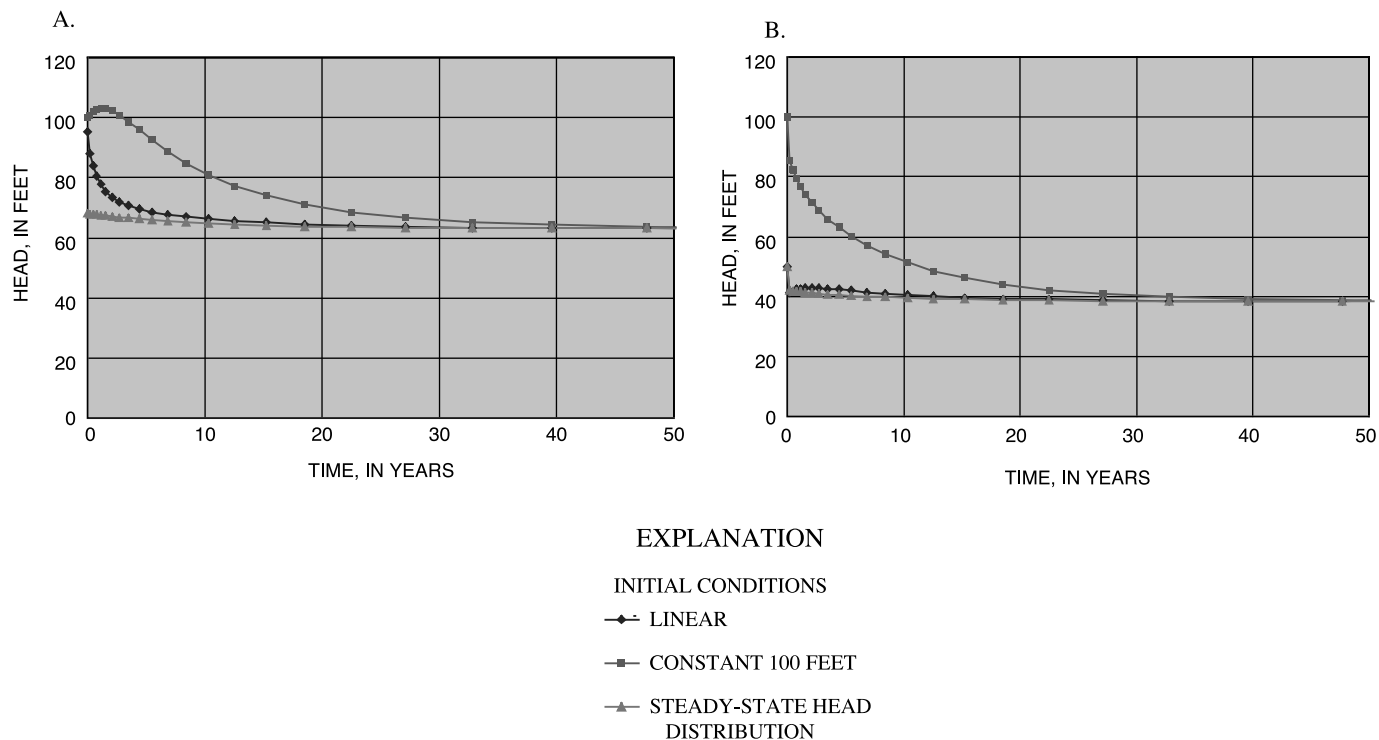 A.
120
100
80
60
40
20
0
HEAD, IN FEET
0 10 20 30 40 50
TIME, IN YEARS
B.
120
100
80
60
40
20
0
HEAD, IN FEET
0 10 20 30 40 50
TIME, IN YEARS
EXPLANATION
INITIAL CONDITIONS
LINEAR
CONSTANT 100 FEET
STEADY-STATE HEAD
DISTRIBUTION